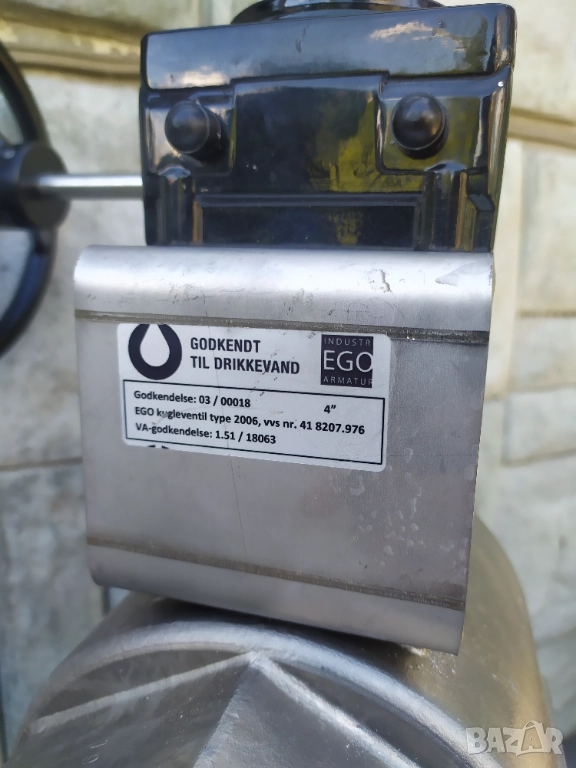 GODKENDT
TIL DRIKKEVAND
INDUSTR
EGO
ARMATUR
Godkendelse: 03 / 00018 4”
EGO kugleventil type 2006, vvs nr. 41 8207.976
VA-godkendelse: 1.51 / 18063
BAZAR